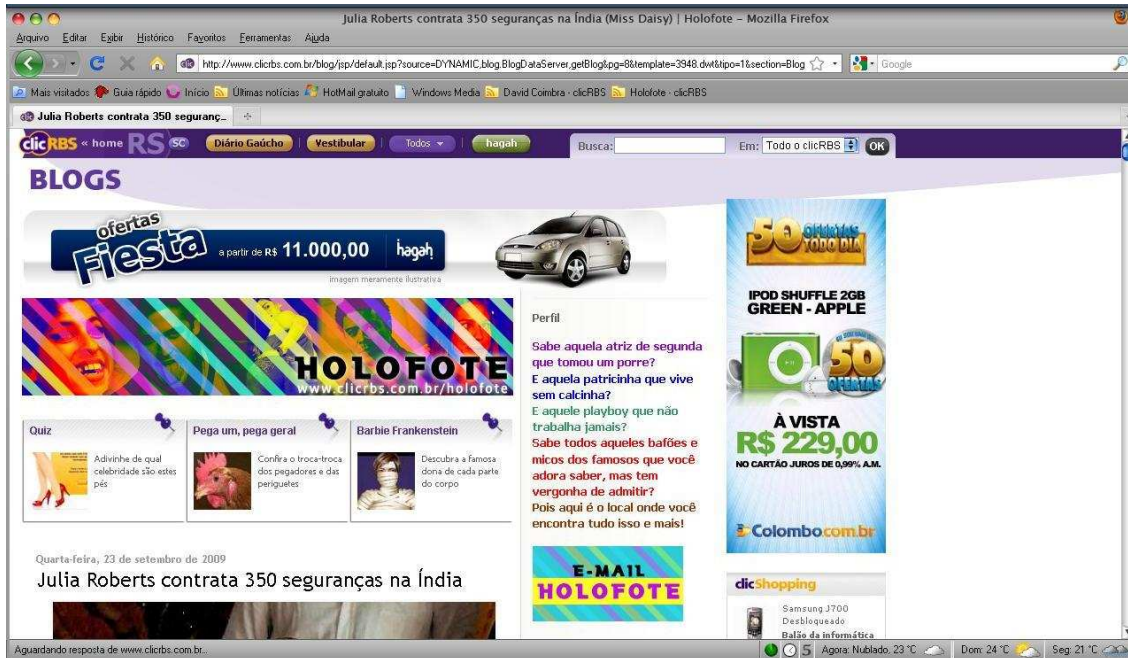 Julia Roberts contrata 350 seguranças na Índia (Miss Daisy) | Holofote – Mozilla Firefox
Arquivo Editar Exibir Histórico Favoritos Ferramentas Ajuda
http://www.clicrbs.com.br/blog/jsp/default.jsp?source=DYNAMIC,blog.BlogDataServer,getBlog&pg=8&template=3948.dwt&tipo=1&section=Blog
Google
Mais visitados Guia rápido Início Últimas notícias HotMail gratuito Windows Media David Coimbra - clicRBS Holofote - clicRBS
Julia Roberts contrata 350 seguranç...
clicRBS « home RS SC Diário Gaúcho Vestibular Todos hagah Busca: Em: Todo o clicRBS OK
BLOGS
ofertas
Fiesta
a partir de R$ 11.000,00 hagah
imagem meramente ilustrativa
HOLOFOTE
www.clicrbs.com.br/holofote
Quiz
Adivinhe de qual
celebridade são estes
pés
Pega um, pega geral
Confira o troca-troca
dos pegadores e das
periguetes
Barbie Frankenstein
Descubra a famosa
dona de cada parte
do corpo
Quarta-feira, 23 de setembro de 2009
Julia Roberts contrata 350 seguranças na Índia
Perfil
Sabe aquela atriz de segunda
que tomou um porre?
E aquela patricinha que vive
sem calcinha?
E aquele playboy que não
trabalha jamais?
Sabe todos aqueles bafões e
micos dos famosos que você
adora saber, mas tem
vergonha de admitir?
Pois aqui é o local onde você
encontra tudo isso e mais!
E-MAIL
HOLOFOTE
50 OFERTAS
TODO DIA
IPOD SHUFFLE 2GB
GREEN - APPLE
50
OFERTAS
À VISTA
R$ 229,00
NO CARTÃO JUROS DE 0,99% A.M.
Colombo.com.br
clicShopping
Samsung J700
Desbloqueado
Balão da informática
Aguardando resposta de www.clicrbs.com.br...
5 Agora: Nublado, 23 °C Dom: 24 °C Seg: 21 °C